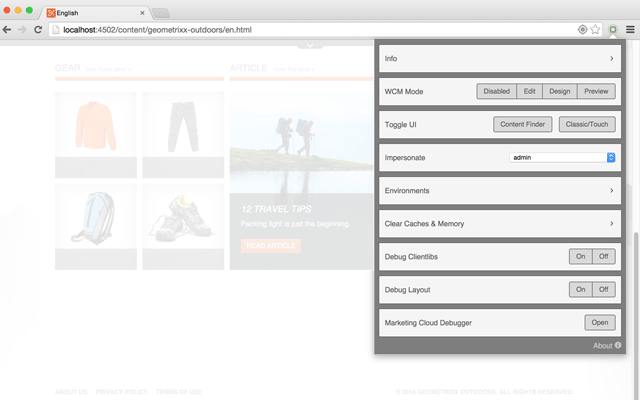 English
localhost:4502/content/geometrixx-outdoors/en.html
GEAR
ARTICLE
Info
WCM Mode Disabled Edit Design Preview
Toggle UI Content Finder Classic/Touch
Impersonate admin
Environments
Clear Caches & Memory
Debug Clientlibs On Off
Debug Layout On Off
Marketing Cloud Debugger Open
About
12 TRAVEL TIPS
Packing light is just the beginning.
READ ARTICLE
ABOUT US PRIVACY POLICY TERMS OF USE
© 2014 GEOMETRIXX OUTDOORS. ALL RIGHTS RESERVED.